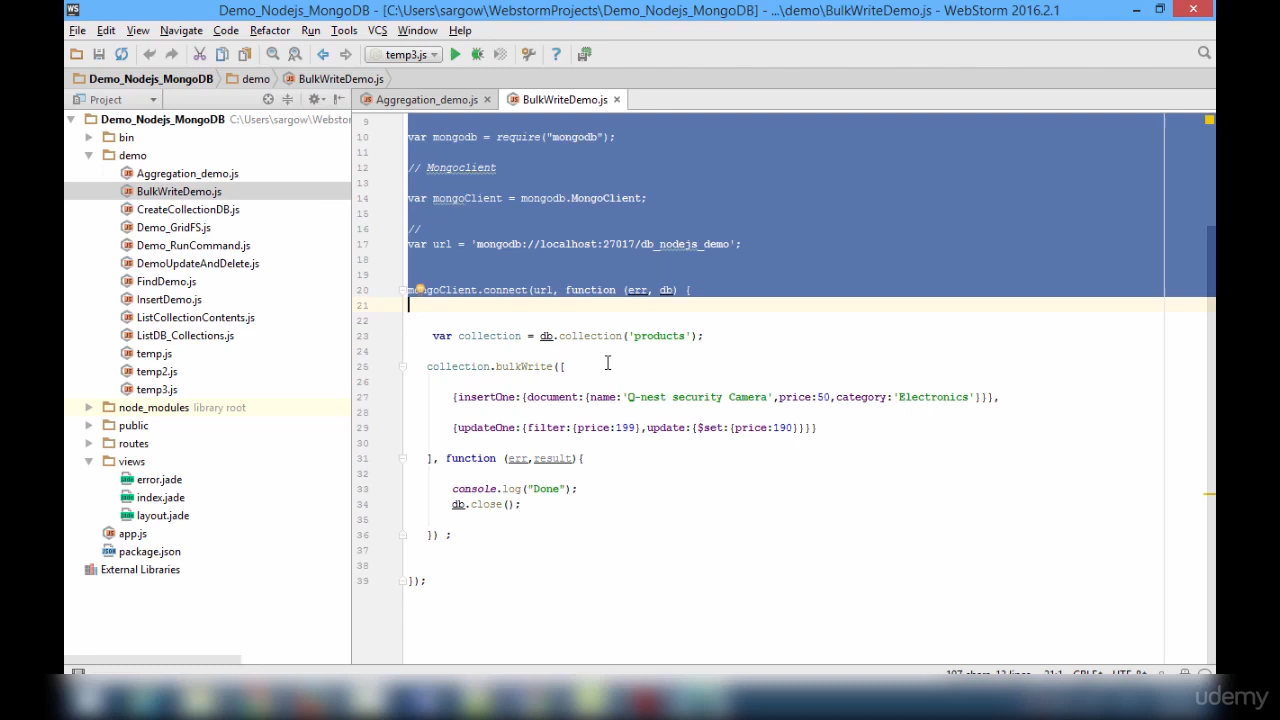 Demo_Nodejs_MongoDB - [C:\Users\sargow\WebstormProjects\Demo_Nodejs_MongoDB] - ...\demo\BulkWriteDemo.js - WebStorm 2016.2.1
File Edit View Navigate Code Refactor Run Tools VCS Window Help
temp3.js
Demo_Nodejs_MongoDB demo BulkWriteDemo.js
Project
Aggregation_demo.js
BulkWriteDemo.js
Demo_Nodejs_MongoDB C:\Users\sargow\Webstor
bin
demo
Aggregation_demo.js
BulkWriteDemo.js
CreateCollectionDB.js
Demo_GridFS.js
Demo_RunCommand.js
DemoUpdateAndDelete.js
FindDemo.js
InsertDemo.js
ListCollectionContents.js
ListDB_Collections.js
temp.js
temp2.js
temp3.js
node_modules library root
public
routes
views
error.jade
index.jade
layout.jade
app.js
package.json
External Libraries
9
10 var mongodb = require("mongodb");
11
12 // Mongoclient
13
14 var mongoClient = mongodb.MongoClient;
15
16 //
17 var url = 'mongodb://localhost:27017/db_nodejs_demo';
18
19
20 mongoClient.connect(url, function (err, db) {
21
22
23 var collection = db.collection('products');
24
25 collection.bulkWrite([
26
27 {insertOne:{document:{name:'Q-nest security Camera',price:50,category:'Electronics'}}},
28
29 {updateOne:{filter:{price:199},update:{$set:{price:190}}}}
30
31 ], function (err,result){
32
33 console.log("Done");
34 db.close();
35
36 }) ;
37
38
39 });
udemy